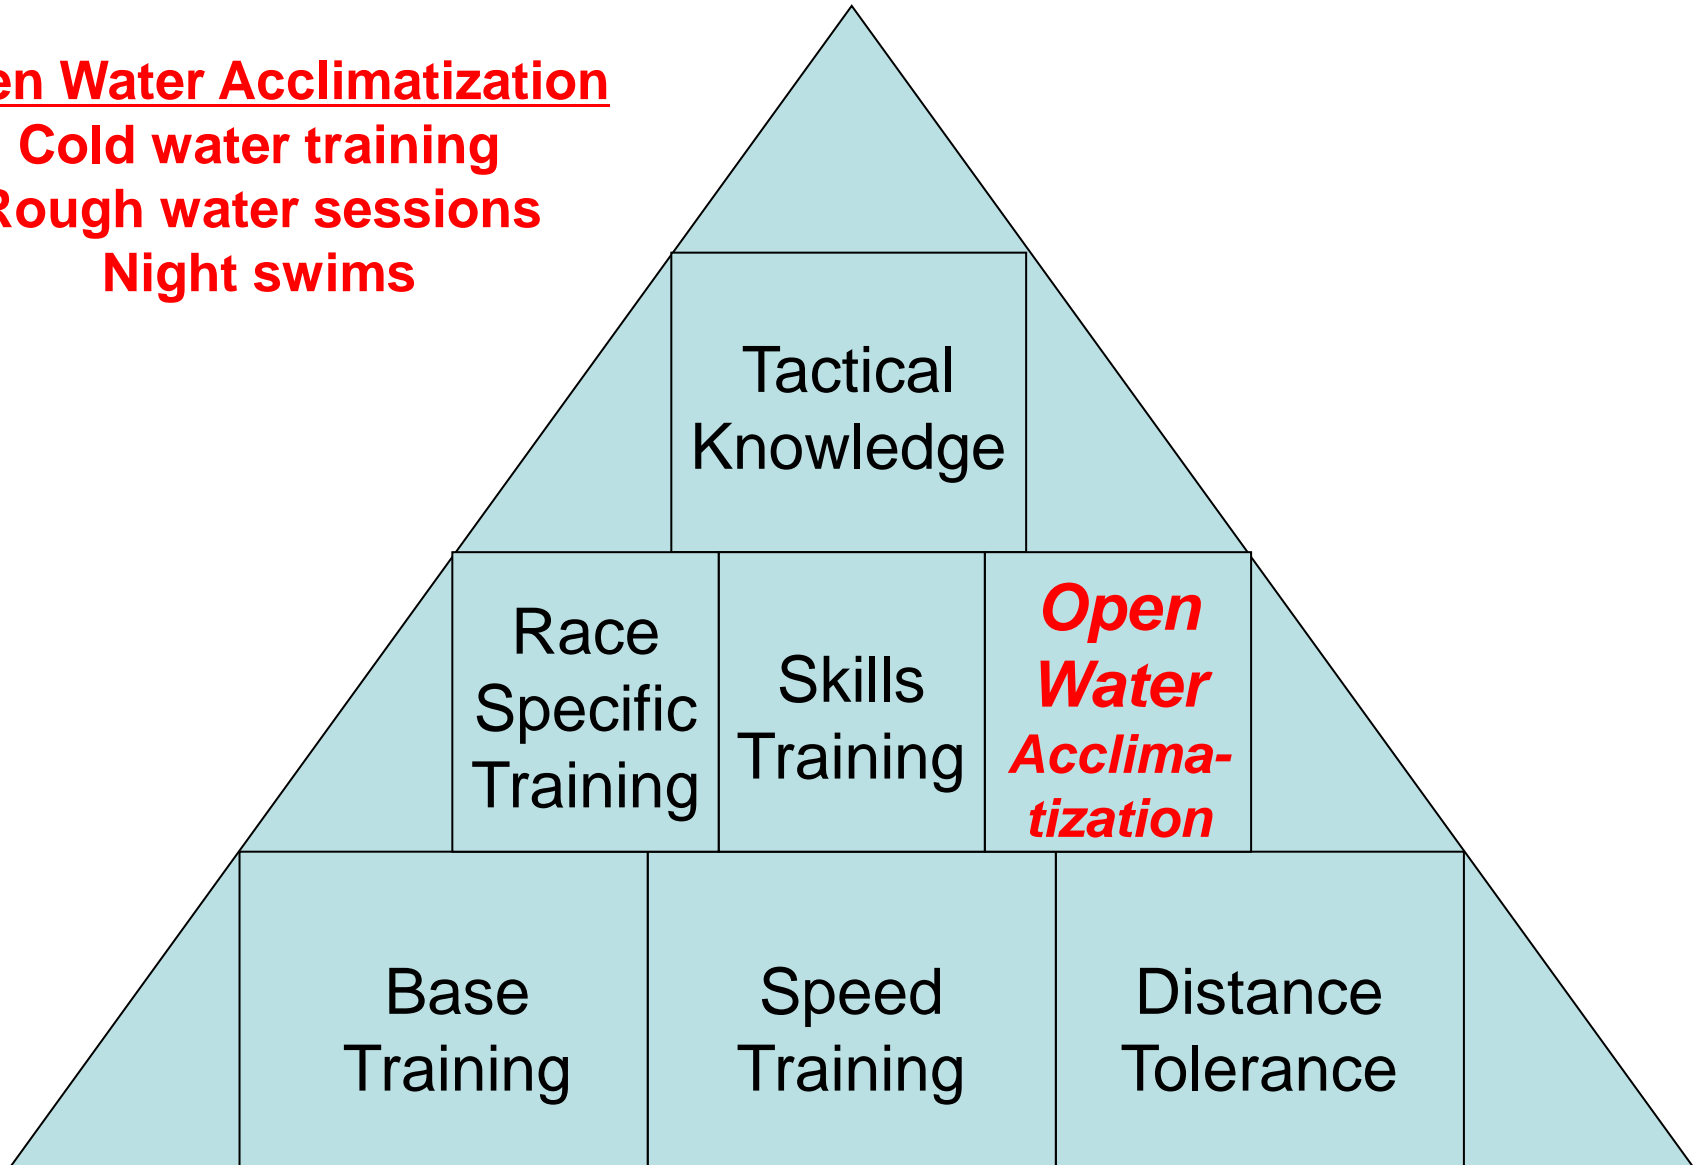 en Water Acclimatization
Cold water training
Rough water sessions
Night swims
Tactical
Knowledge
Race
Specific
Training
Skills
Training
Open
Water
Acclima-
tization
Base
Training
Speed
Training
Distance
Tolerance